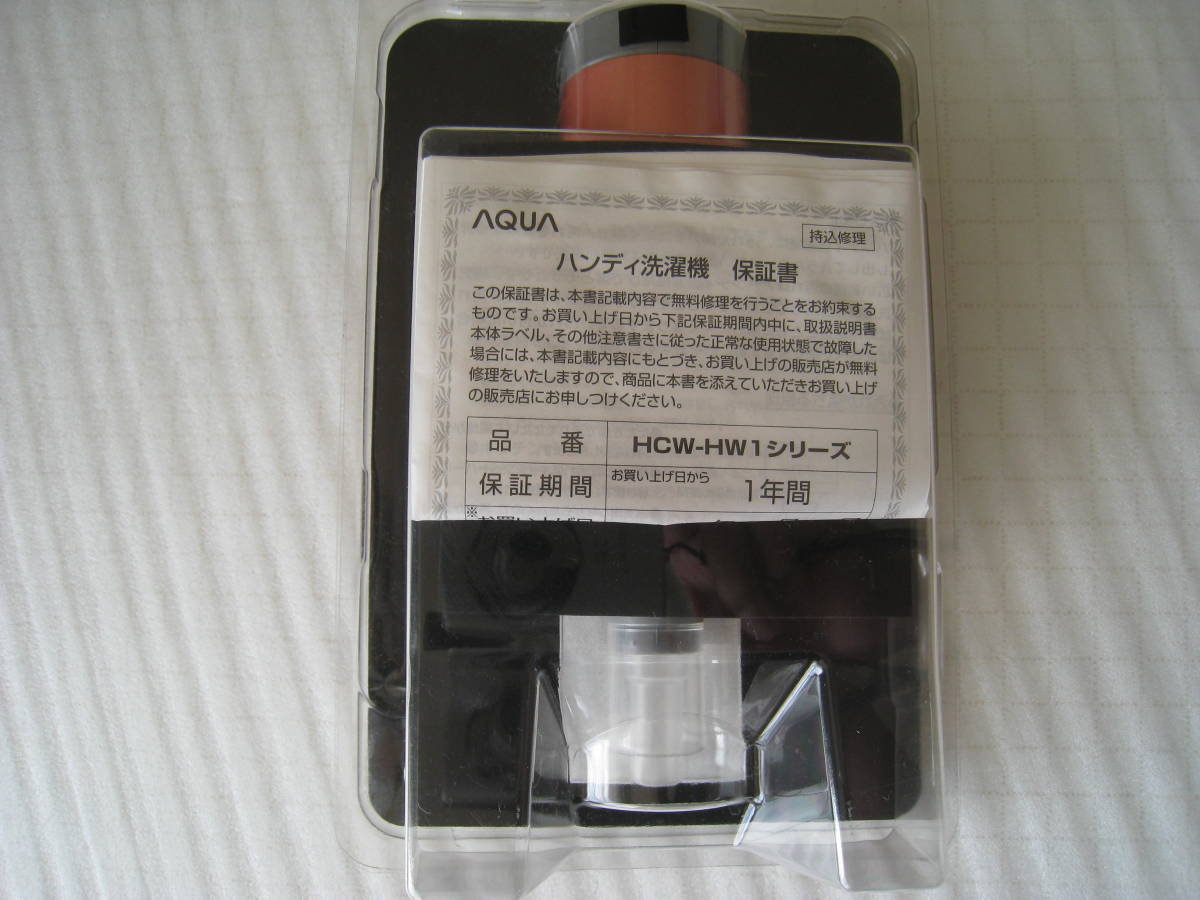 AQUA
持込修理
ハンディ洗濯機 保証書
この保証書は、本書記載内容で無料修理を行うことをお約束する
ものです。お買い上げ日から下記保証期間内中に、取扱説明書
本体ラベル、その他注意書きに従った正常な使用状態で故障した
場合には、本書記載内容にもとづき、お買い上げの販売店が無料
修理をいたしますので、商品に本書を添えていただきお買い上げ
の販売店にお申しつけください。
品番 HCW-HW1シリーズ
保証期間 お買い上げ日から 1年間
※お買い上げ日